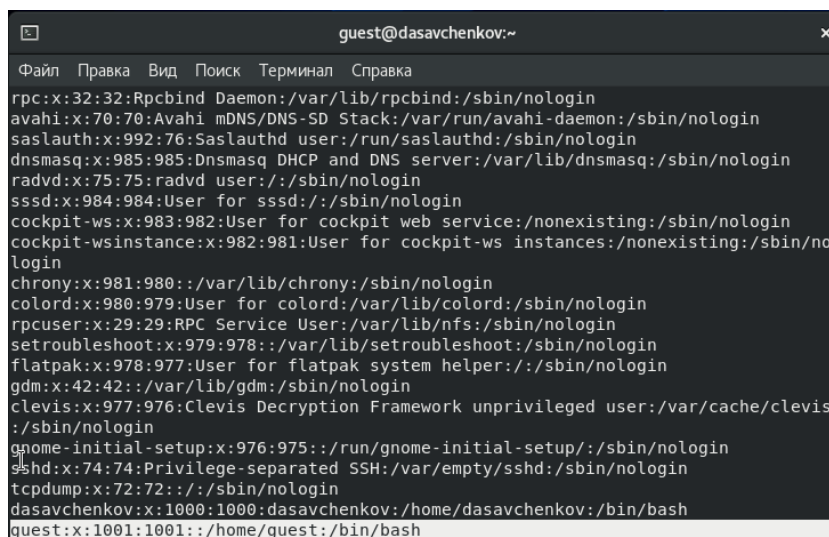 guest@dasavchenkov:~
Файл Правка Вид Поиск Терминал Справка
rpc:x:32:32:Rpcbind Daemon:/var/lib/rpcbind:/sbin/nologin
avahi:x:70:70:Avahi mDNS/DNS-SD Stack:/var/run/avahi-daemon:/sbin/nologin
saslauth:x:992:76:Saslauthd user:/run/saslauthd:/sbin/nologin
dnsmasq:x:985:985:Dnsmasq DHCP and DNS server:/var/lib/dnsmasq:/sbin/nologin
radvd:x:75:75:radvd user:/:/sbin/nologin
sssd:x:984:984:User for sssd:/:/sbin/nologin
cockpit-ws:x:983:982:User for cockpit web service:/nonexisting:/sbin/nologin
cockpit-wsinstance:x:982:981:User for cockpit-ws instances:/nonexisting:/sbin/no
login
chrony:x:981:980::/var/lib/chrony:/sbin/nologin
colord:x:980:979:User for colord:/var/lib/colord:/sbin/nologin
rpcuser:x:29:29:RPC Service User:/var/lib/nfs:/sbin/nologin
setroubleshoot:x:979:978::/var/lib/setroubleshoot:/sbin/nologin
flatpak:x:978:977:User for flatpak system helper:/:/sbin/nologin
gdm:x:42:42::/var/lib/gdm:/sbin/nologin
clevis:x:977:976:Clevis Decryption Framework unprivileged user:/var/cache/clevis
:/sbin/nologin
gnome-initial-setup:x:976:975::/run/gnome-initial-setup/:/sbin/nologin
sshd:x:74:74:Privilege-separated SSH:/var/empty/sshd:/sbin/nologin
tcpdump:x:72:72::/:/sbin/nologin
dasavchenkov:x:1000:1000:dasavchenkov:/home/dasavchenkov:/bin/bash
guest:x:1001:1001::/home/guest:/bin/bash